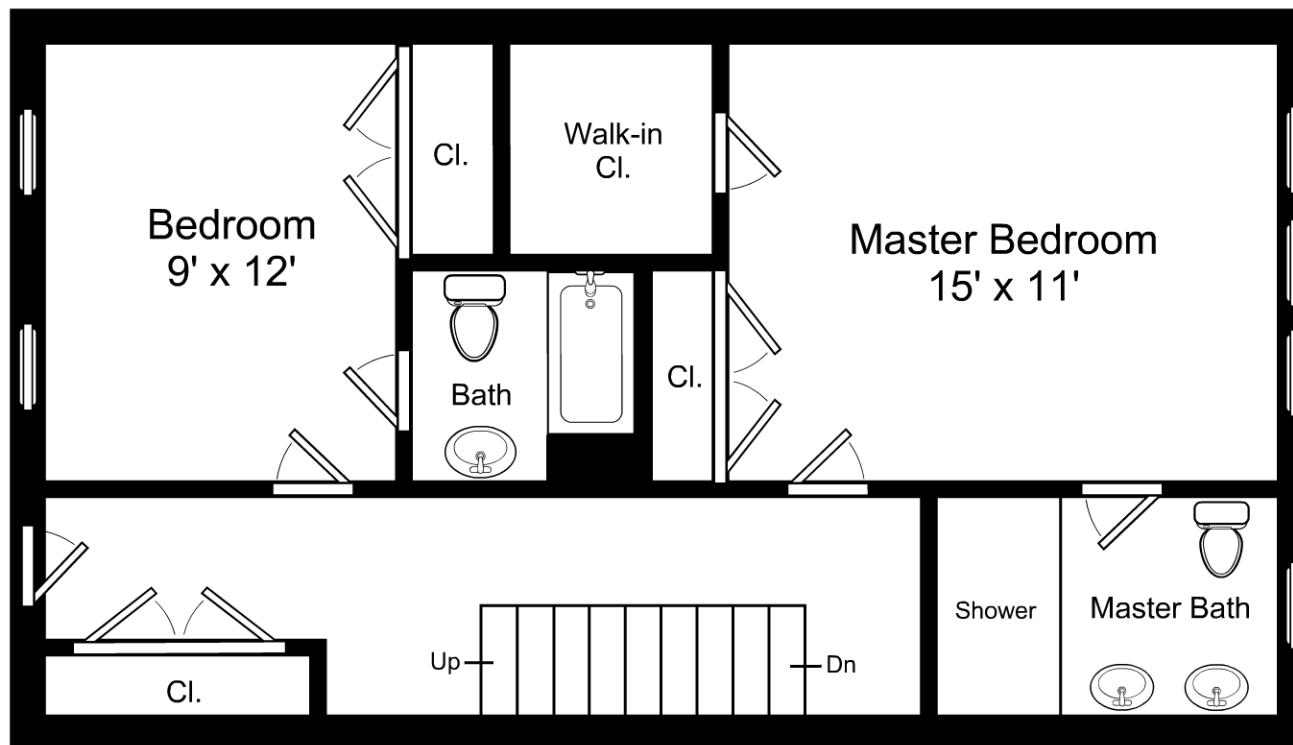 Cl.
Walk-in
Cl.
Bedroom
9' x 12'
Master Bedroom
15' x 11'
Cl.
Bath
Shower
Master Bath
Up
Dn
Cl.